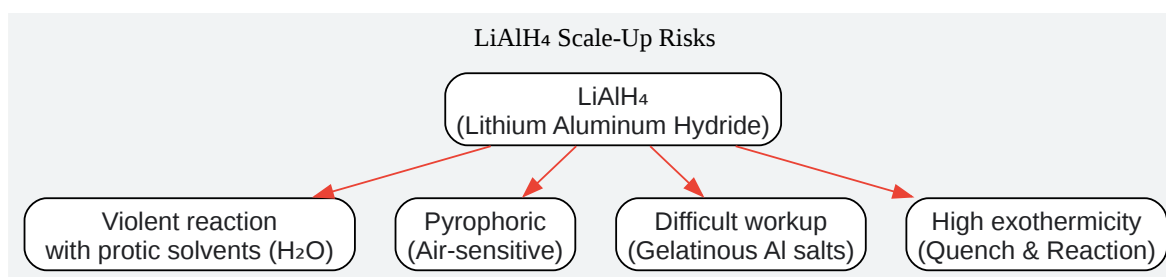 LiAlH₄ Scale-Up Risks
LiAlH₄
(Lithium Aluminum Hydride)
Violent reaction
with protic solvents (H₂O)
Pyrophoric
(Air-sensitive)
Difficult workup
(Gelatinous Al salts)
High exothermicity
(Quench & Reaction)